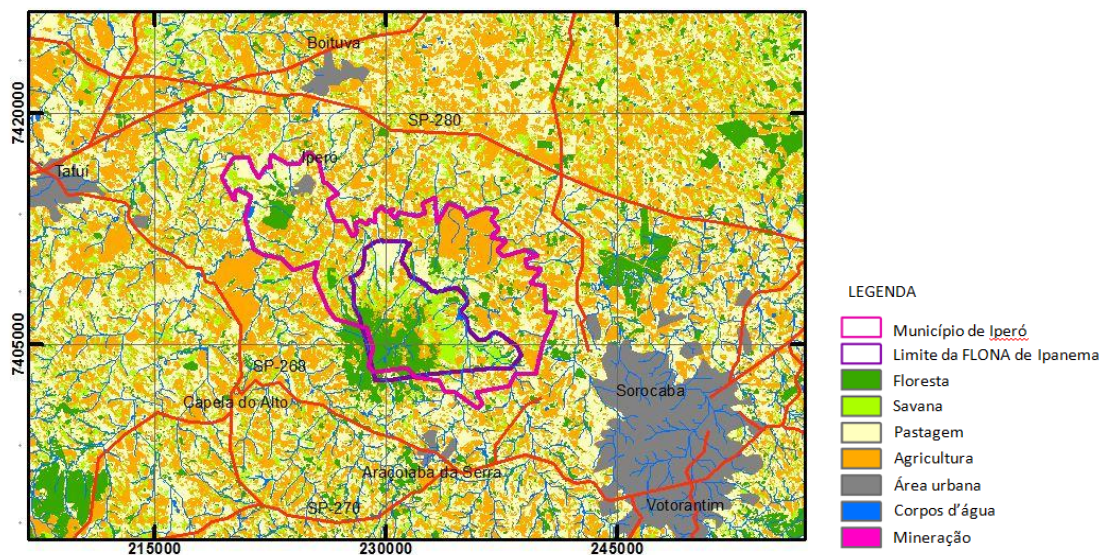 Boituva
7420000
SP-280
Iperó
Tatuí
7405000
SP-268
Capela do Alto
Sorocaba
Araçoiaba da Serra
SP-270
Votorantim
215000
230000
245000
LEGENDA
Município de Iperó
Limite da FLONA de Ipanema
Floresta
Savana
Pastagem
Agricultura
Área urbana
Corpos d'água
Mineração